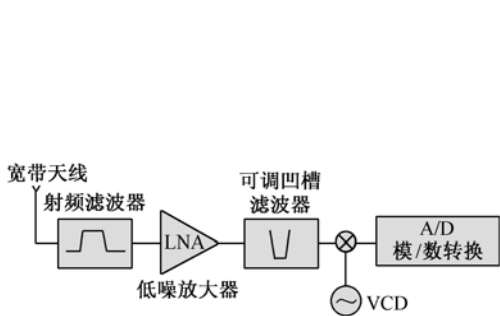 宽带天线
射频滤波器
LNA
低噪放大器
可调凹槽
滤波器
VCD
A/D
模/数转换